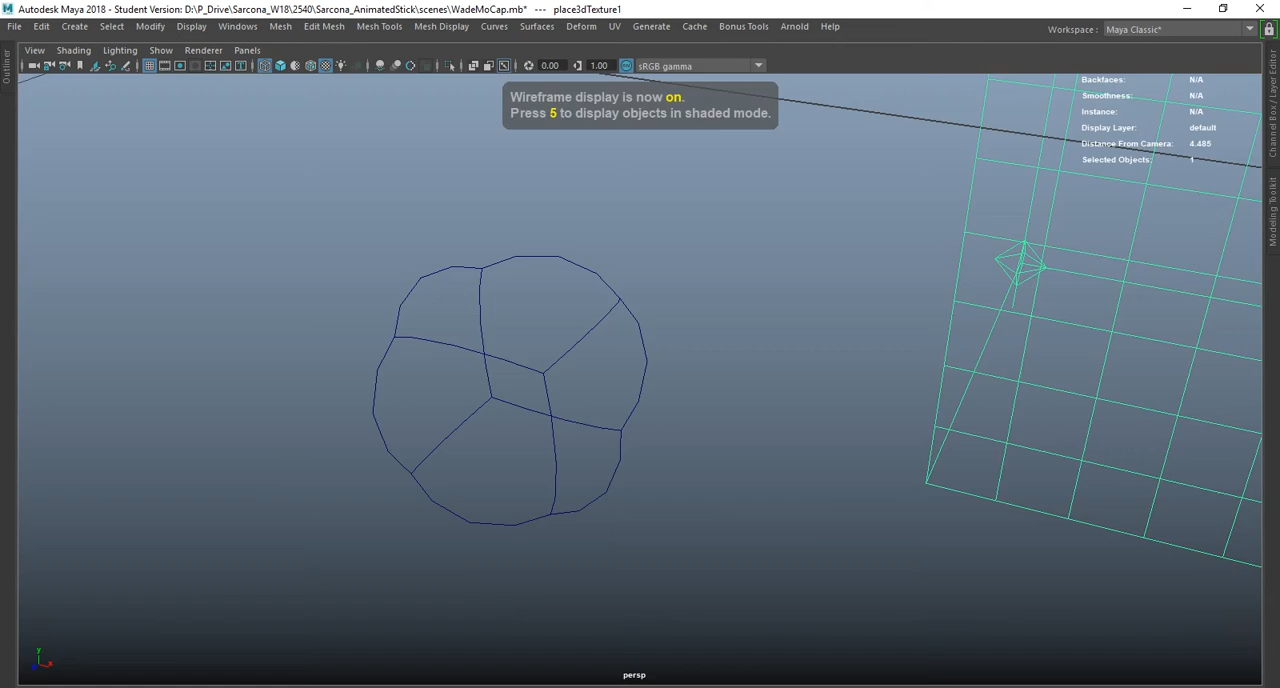 Autodesk Maya 2018 - Student Version: D:\P_Drive\Sarcona_W18\2540\Sarcona_AnimatedStick\scenes\WadeMoCap.mb* --- place3dTexture1
File Edit Create Select Modify Display Windows Mesh Edit Mesh Mesh Tools Mesh Display Curves Surfaces Deform UV Generate Cache Bonus Tools Arnold Help Workspace : Maya Classic*
View Shading Lighting Show Renderer Panels
0.00 1.00 sRGB gamma
Outliner
Channel Box / Layer Editor
Modeling Toolkit
Wireframe display is now on.
Press 5 to display objects in shaded mode.
Backfaces: N/A
Smoothness: N/A
Instance: N/A
Display Layer: default
Distance From Camera: 4.485
Selected Objects: 1
y
x
persp